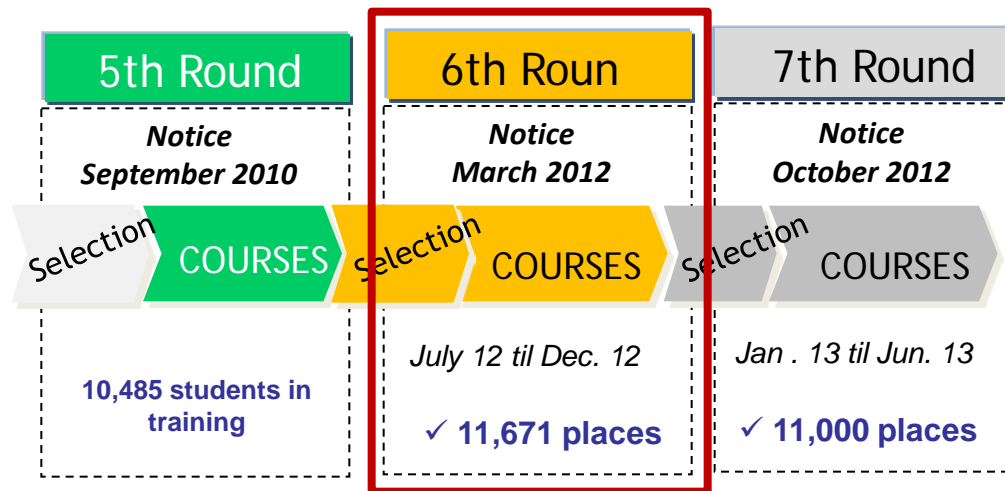 5th Round
Notice
September 2010
Selection
COURSES
10,485 students in
training
6th Roun
Notice
March 2012
Selection
COURSES
July 12 til Dec. 12
✓ 11,671 places
7th Round
Notice
October 2012
Selection
COURSES
Jan . 13 til Jun. 13
✓ 11,000 places